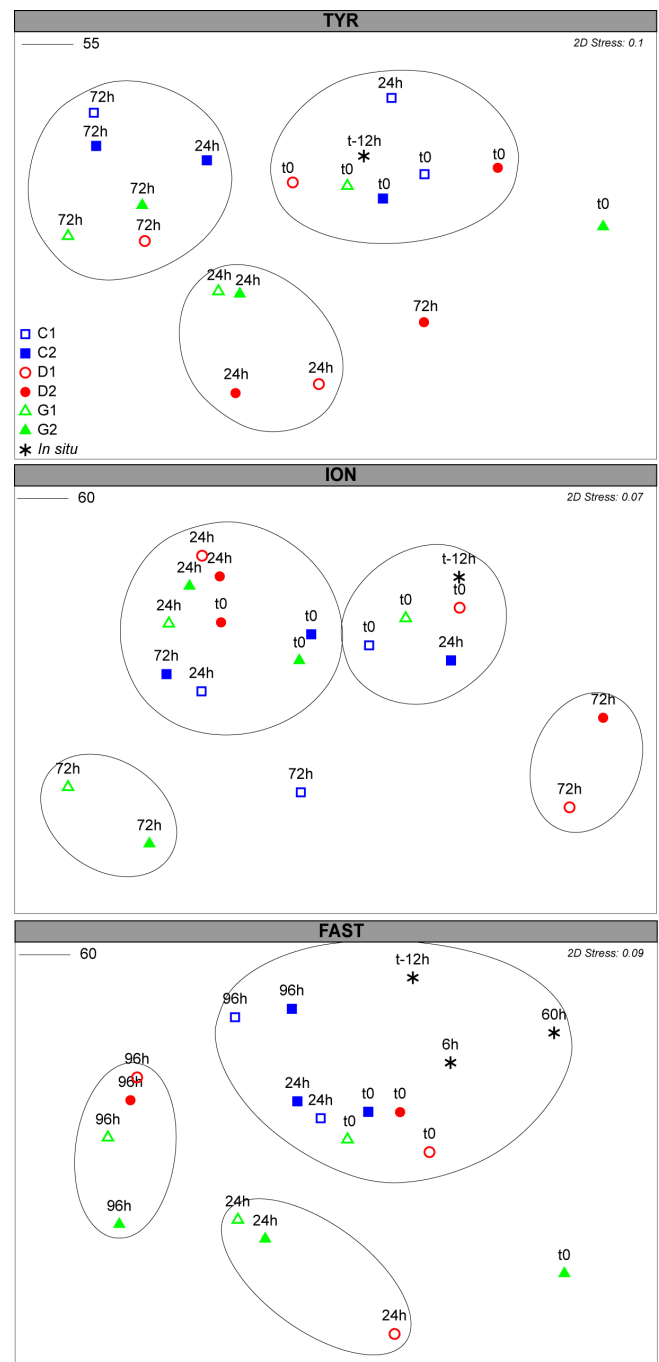 TYR
55
2D Stress: 0.1
24h
72h
72h
24h
t-12h
t0
t0
t0
t0
t0
72h
t0
72h
72h
24h
24h
72h
24h
24h
C1
C2
D1
D2
G1
G2
In situ
ION
60
2D Stress: 0.07
24h
24h
t-12h
24h
t0
t0
24h
t0
t0
t0
t0
24h
72h
24h
72h
72h
72h
72h
72h
FAST
60
2D Stress: 0.09
t-12h
96h
96h
60h
6h
96h
96h
24h
24h
t0
t0
t0
t0
96h
96h
24h
24h
t0
24h